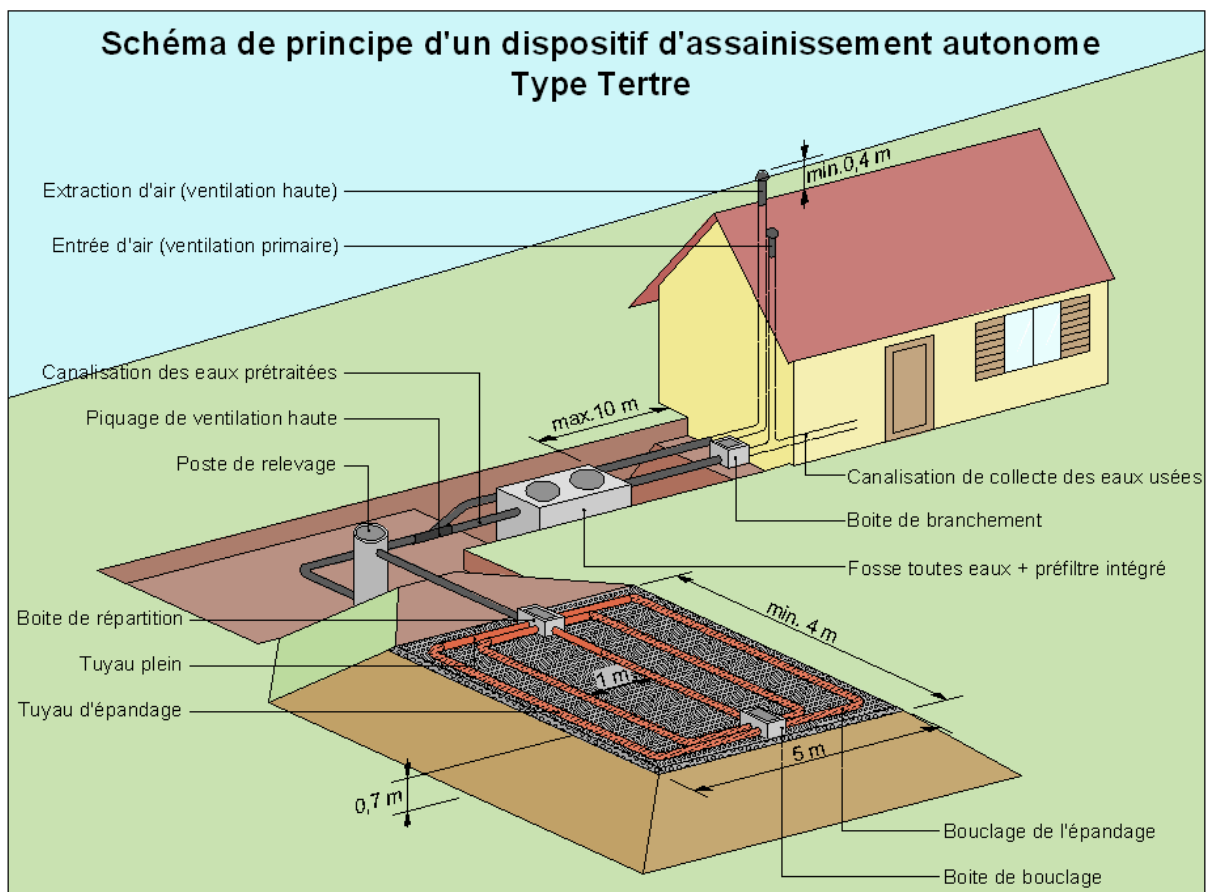 Schéma de principe d'un dispositif d'assainissement autonome
Type Tertre
min.0,4 m
Extraction d'air (ventilation haute)
Entrée d'air (ventilation primaire)
Canalisation des eaux prétraitées
Piquage de ventilation haute
max.10 m
Poste de relevage
Canalisation de collecte des eaux usées
Boite de branchement
Fosse toutes eaux + préfiltre intégré
Boite de répartition
min. 4 m
Tuyau plein
1 m
Tuyau d'épandage
5 m
0,7 m
Bouclage de l'épandage
Boite de bouclage